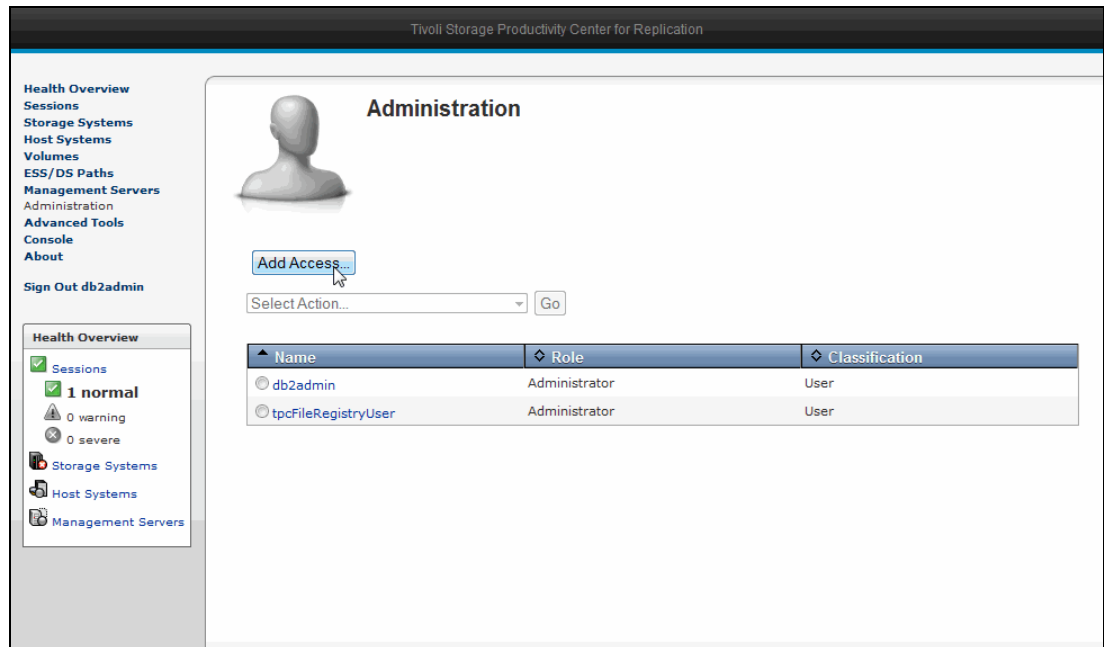 Tivoli Storage Productivity Center for Replication
Health Overview
Sessions
Storage Systems
Host Systems
Volumes
ESS/DS Paths
Management Servers
Administration
Advanced Tools
Console
About
Sign Out db2admin
Health Overview
Sessions
1 normal
0 warning
0 severe
Storage Systems
Host Systems
Management Servers
Administration
Add Access...
Select Action... Go
Name Role Classification
db2admin Administrator User
tpcFileRegistryUser Administrator User